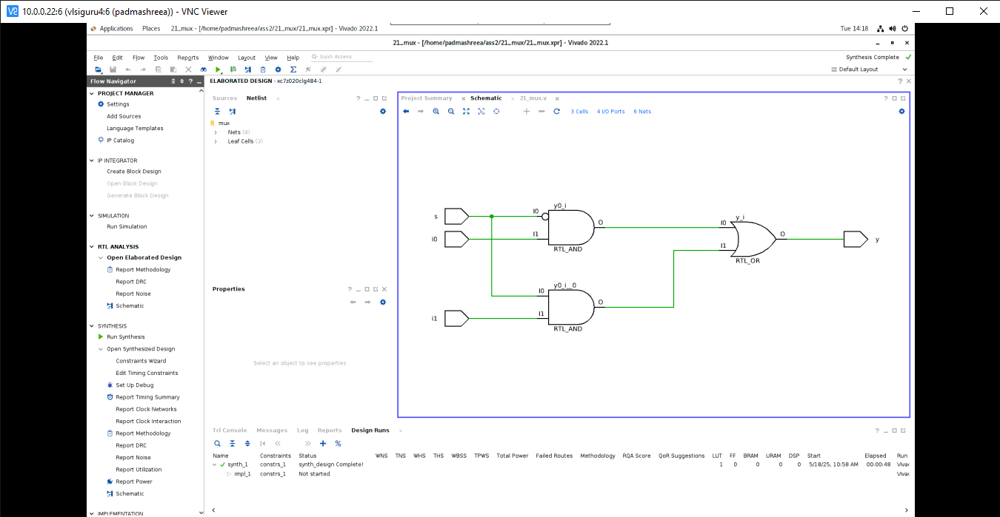 10.0.0.22:6 (vlsiguru4:6 (padmashreea)) - VNC Viewer
Applications Places 21_mux - [/home/padmashreea/ass2/21_mux/21_mux.xpr] - Vivado 2022.1 Tue 14:18
21_mux - [/home/padmashreea/ass2/21_mux/21_mux.xpr] - Vivado 2022.1
File Edit Flow Tools Reports Window Layout View Help Quick Access Synthesis Complete
Default Layout
Flow Navigator
PROJECT MANAGER
Settings
Add Sources
Language Templates
IP Catalog
IP INTEGRATOR
Create Block Design
Open Block Design
Generate Block Design
SIMULATION
Run Simulation
RTL ANALYSIS
Open Elaborated Design
Report Methodology
Report DRC
Report Noise
Schematic
SYNTHESIS
Run Synthesis
Open Synthesized Design
Constraints Wizard
Edit Timing Constraints
Set Up Debug
Report Timing Summary
Report Clock Networks
Report Clock Interaction
Report Methodology
Report DRC
Report Noise
Report Utilization
Report Power
Schematic
IMPLEMENTATION
ELABORATED DESIGN - xc7z020clg484-1
Sources Netlist
R mux
Nets (6)
Leaf Cells (3)
Properties
Select an object to see properties
Project Summary Schematic 21_mux.v
3 Cells 4 I/O Ports 6 Nets
y0_i
s I0
O
i0 I1
RTL_AND
y_i
I0
O
y
I1
RTL_OR
y0_i__0
I0
O
i1 I1
RTL_AND
Tcl Console Messages Log Reports Design Runs
Name Constraints Status WNS TNS WHS THS WBSS TPWS Total Power Failed Routes Methodology RQA Score QoR Suggestions LUT FF BRAM URAM DSP Start Elapsed Run
synth_1 constrs_1 synth_design Complete! 1 0 0 0 0 5/18/25, 10:58 AM 00:00:48 Viva
impl_1 constrs_1 Not started Viva